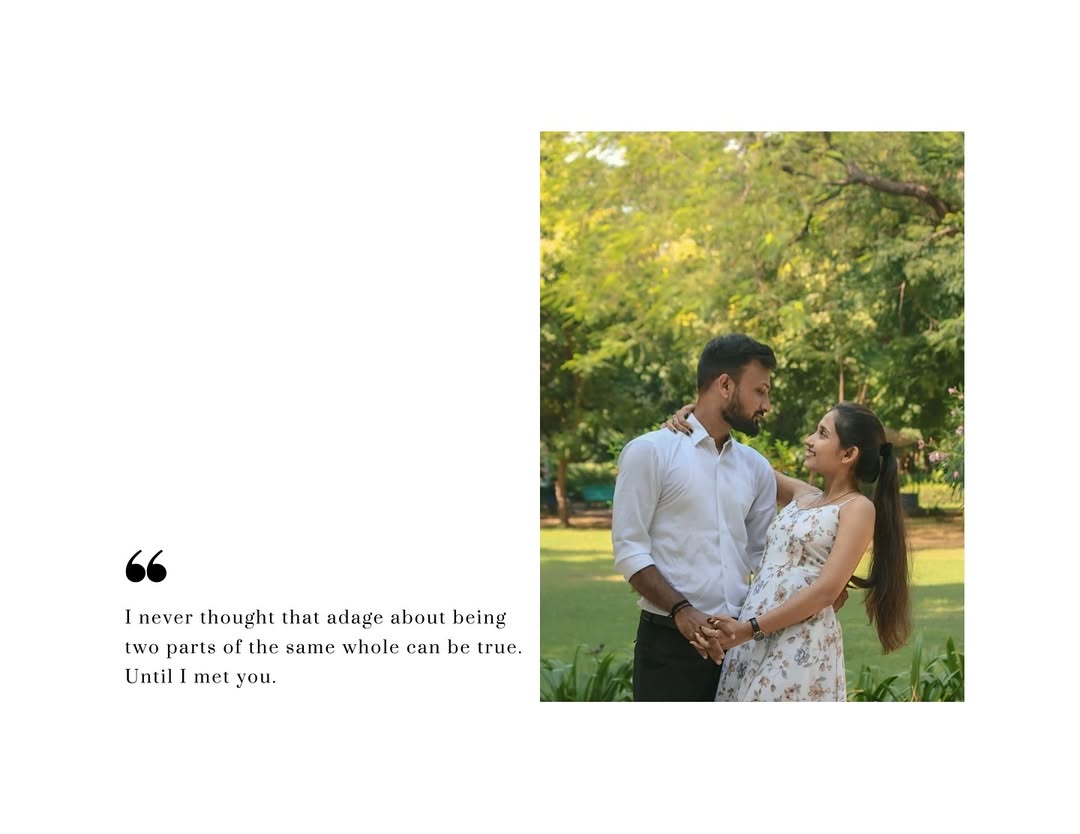 “
I never thought that adage about being
two parts of the same whole can be true.
Until I met you.